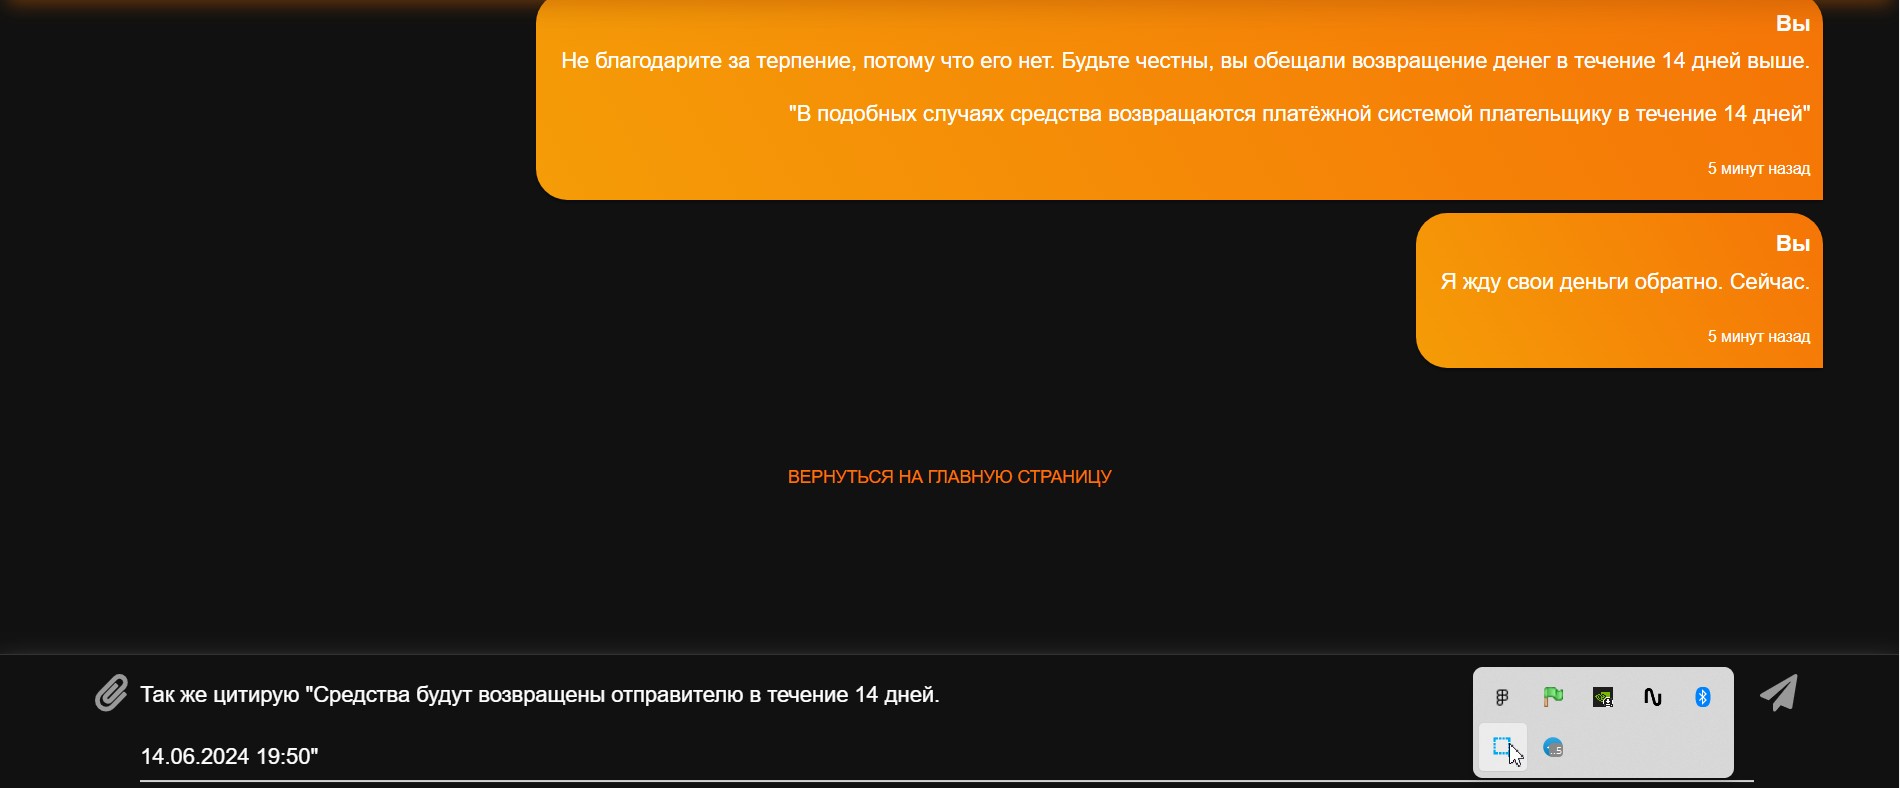 Вы
Не благодарите за терпение, потому что его нет. Будьте честны, вы обещали возвращение денег в течение 14 дней выше.
"В подобных случаях средства возвращаются платёжной системой плательщику в течение 14 дней"
5 минут назад
Вы
Я жду свои деньги обратно. Сейчас.
5 минут назад
ВЕРНУТЬСЯ НА ГЛАВНУЮ СТРАНИЦУ
Так же цитирую "Средства будут возвращены отправителю в течение 14 дней.
14.06.2024 19:50"